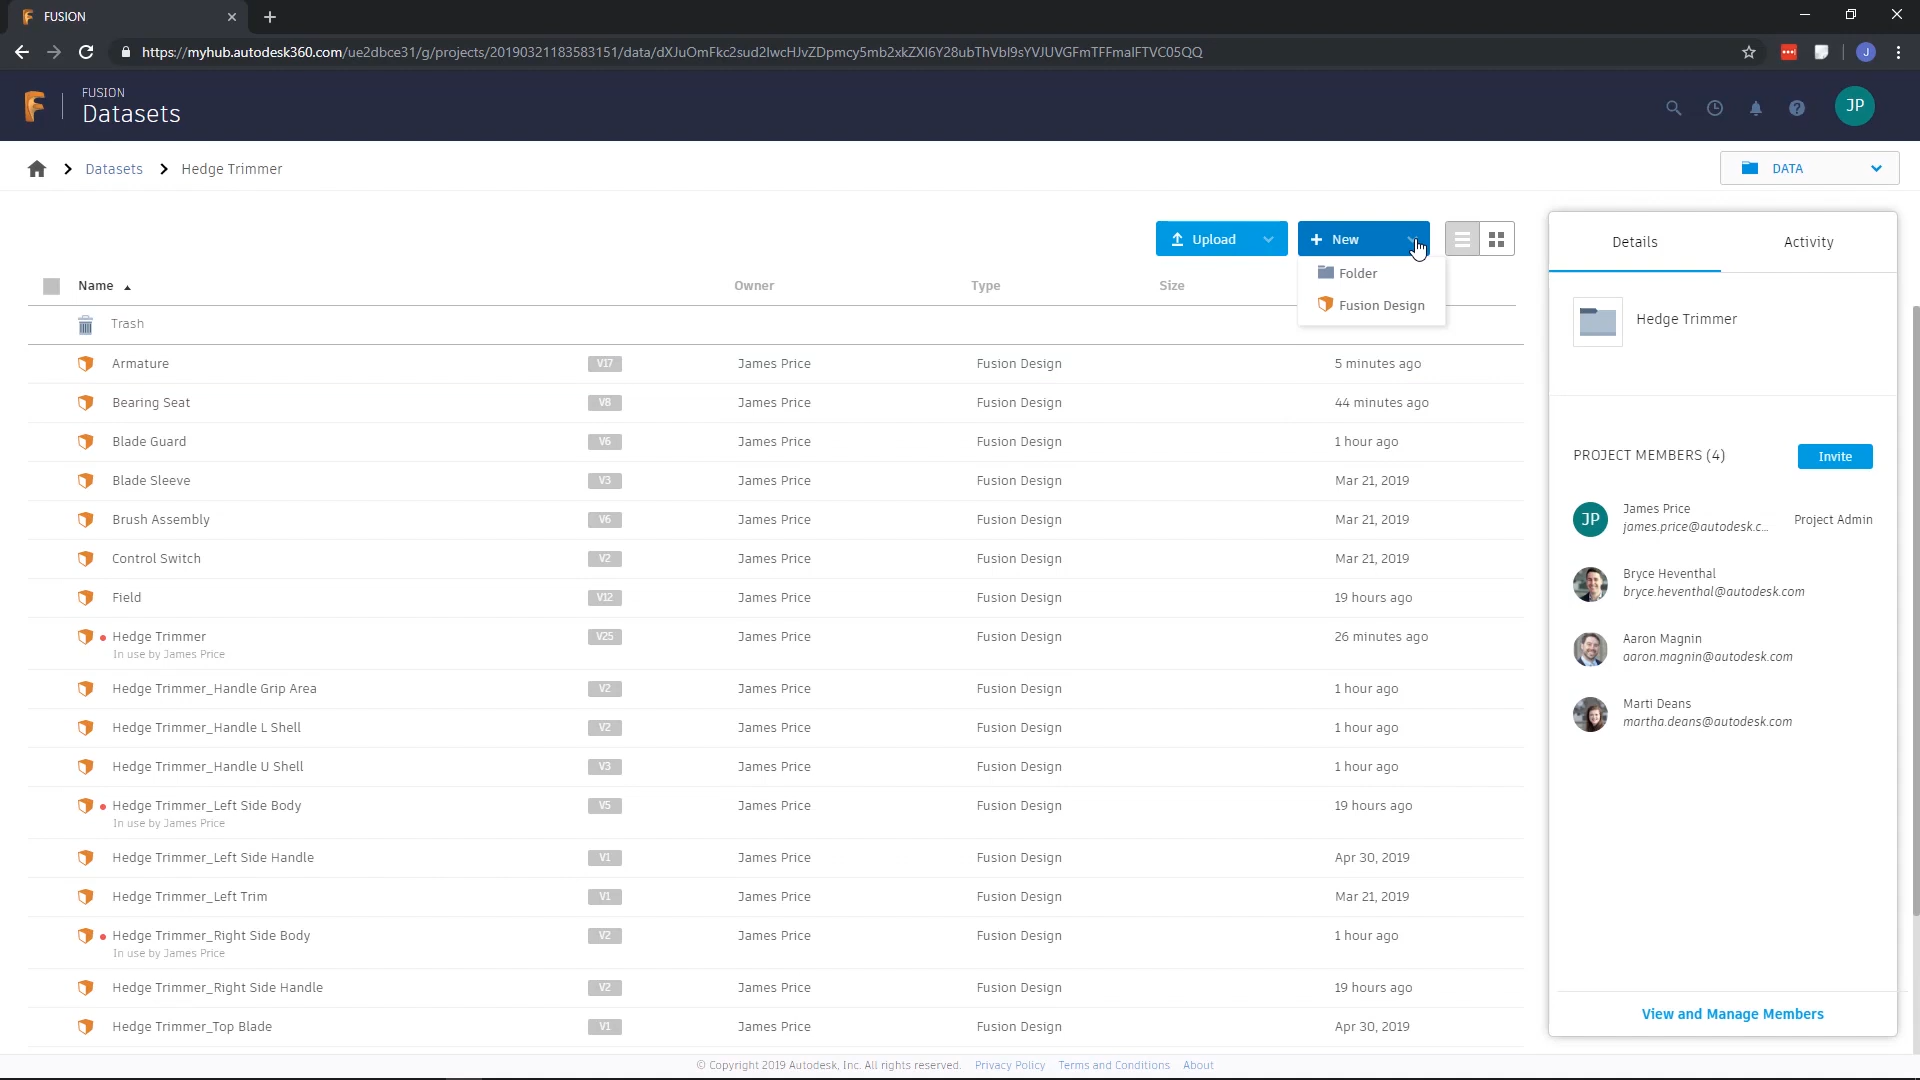 FUSION
https://myhub.autodesk360.com/ue2dbce31/g/projects/20190321183583151/data/dXJuOmFkc2sud2lwcHJvZDpmcy5mb2xkZXI6Y28ubThVbl9sYVJUVGFmTFFmalFTVC05QQ
J
FUSION
Datasets
JP
Datasets
Hedge Trimmer
DATA
Upload
New
Folder
Fusion Design
Name Owner Type Size
Trash
Armature V17 James Price Fusion Design 5 minutes ago
Bearing Seat V8 James Price Fusion Design 44 minutes ago
Blade Guard V6 James Price Fusion Design 1 hour ago
Blade Sleeve V3 James Price Fusion Design Mar 21, 2019
Brush Assembly V6 James Price Fusion Design Mar 21, 2019
Control Switch V2 James Price Fusion Design Mar 21, 2019
Field V12 James Price Fusion Design 19 hours ago
Hedge Trimmer V25 James Price Fusion Design 26 minutes ago
In use by James Price
Hedge Trimmer_Handle Grip Area V2 James Price Fusion Design 1 hour ago
Hedge Trimmer_Handle L Shell V2 James Price Fusion Design 1 hour ago
Hedge Trimmer_Handle U Shell V3 James Price Fusion Design 1 hour ago
Hedge Trimmer_Left Side Body V5 James Price Fusion Design 19 hours ago
In use by James Price
Hedge Trimmer_Left Side Handle V1 James Price Fusion Design Apr 30, 2019
Hedge Trimmer_Left Trim V1 James Price Fusion Design Mar 21, 2019
Hedge Trimmer_Right Side Body V2 James Price Fusion Design 1 hour ago
In use by James Price
Hedge Trimmer_Right Side Handle V2 James Price Fusion Design 19 hours ago
Hedge Trimmer_Top Blade V1 James Price Fusion Design Apr 30, 2019
Details Activity
Hedge Trimmer
PROJECT MEMBERS (4) Invite
JP James Price
james.price@autodesk.c... Project Admin
Bryce Heventhal
bryce.heventhal@autodesk.com
Aaron Magnin
aaron.magnin@autodesk.com
Marti Deans
martha.deans@autodesk.com
View and Manage Members
© Copyright 2019 Autodesk, Inc. All rights reserved. Privacy Policy Terms and Conditions About